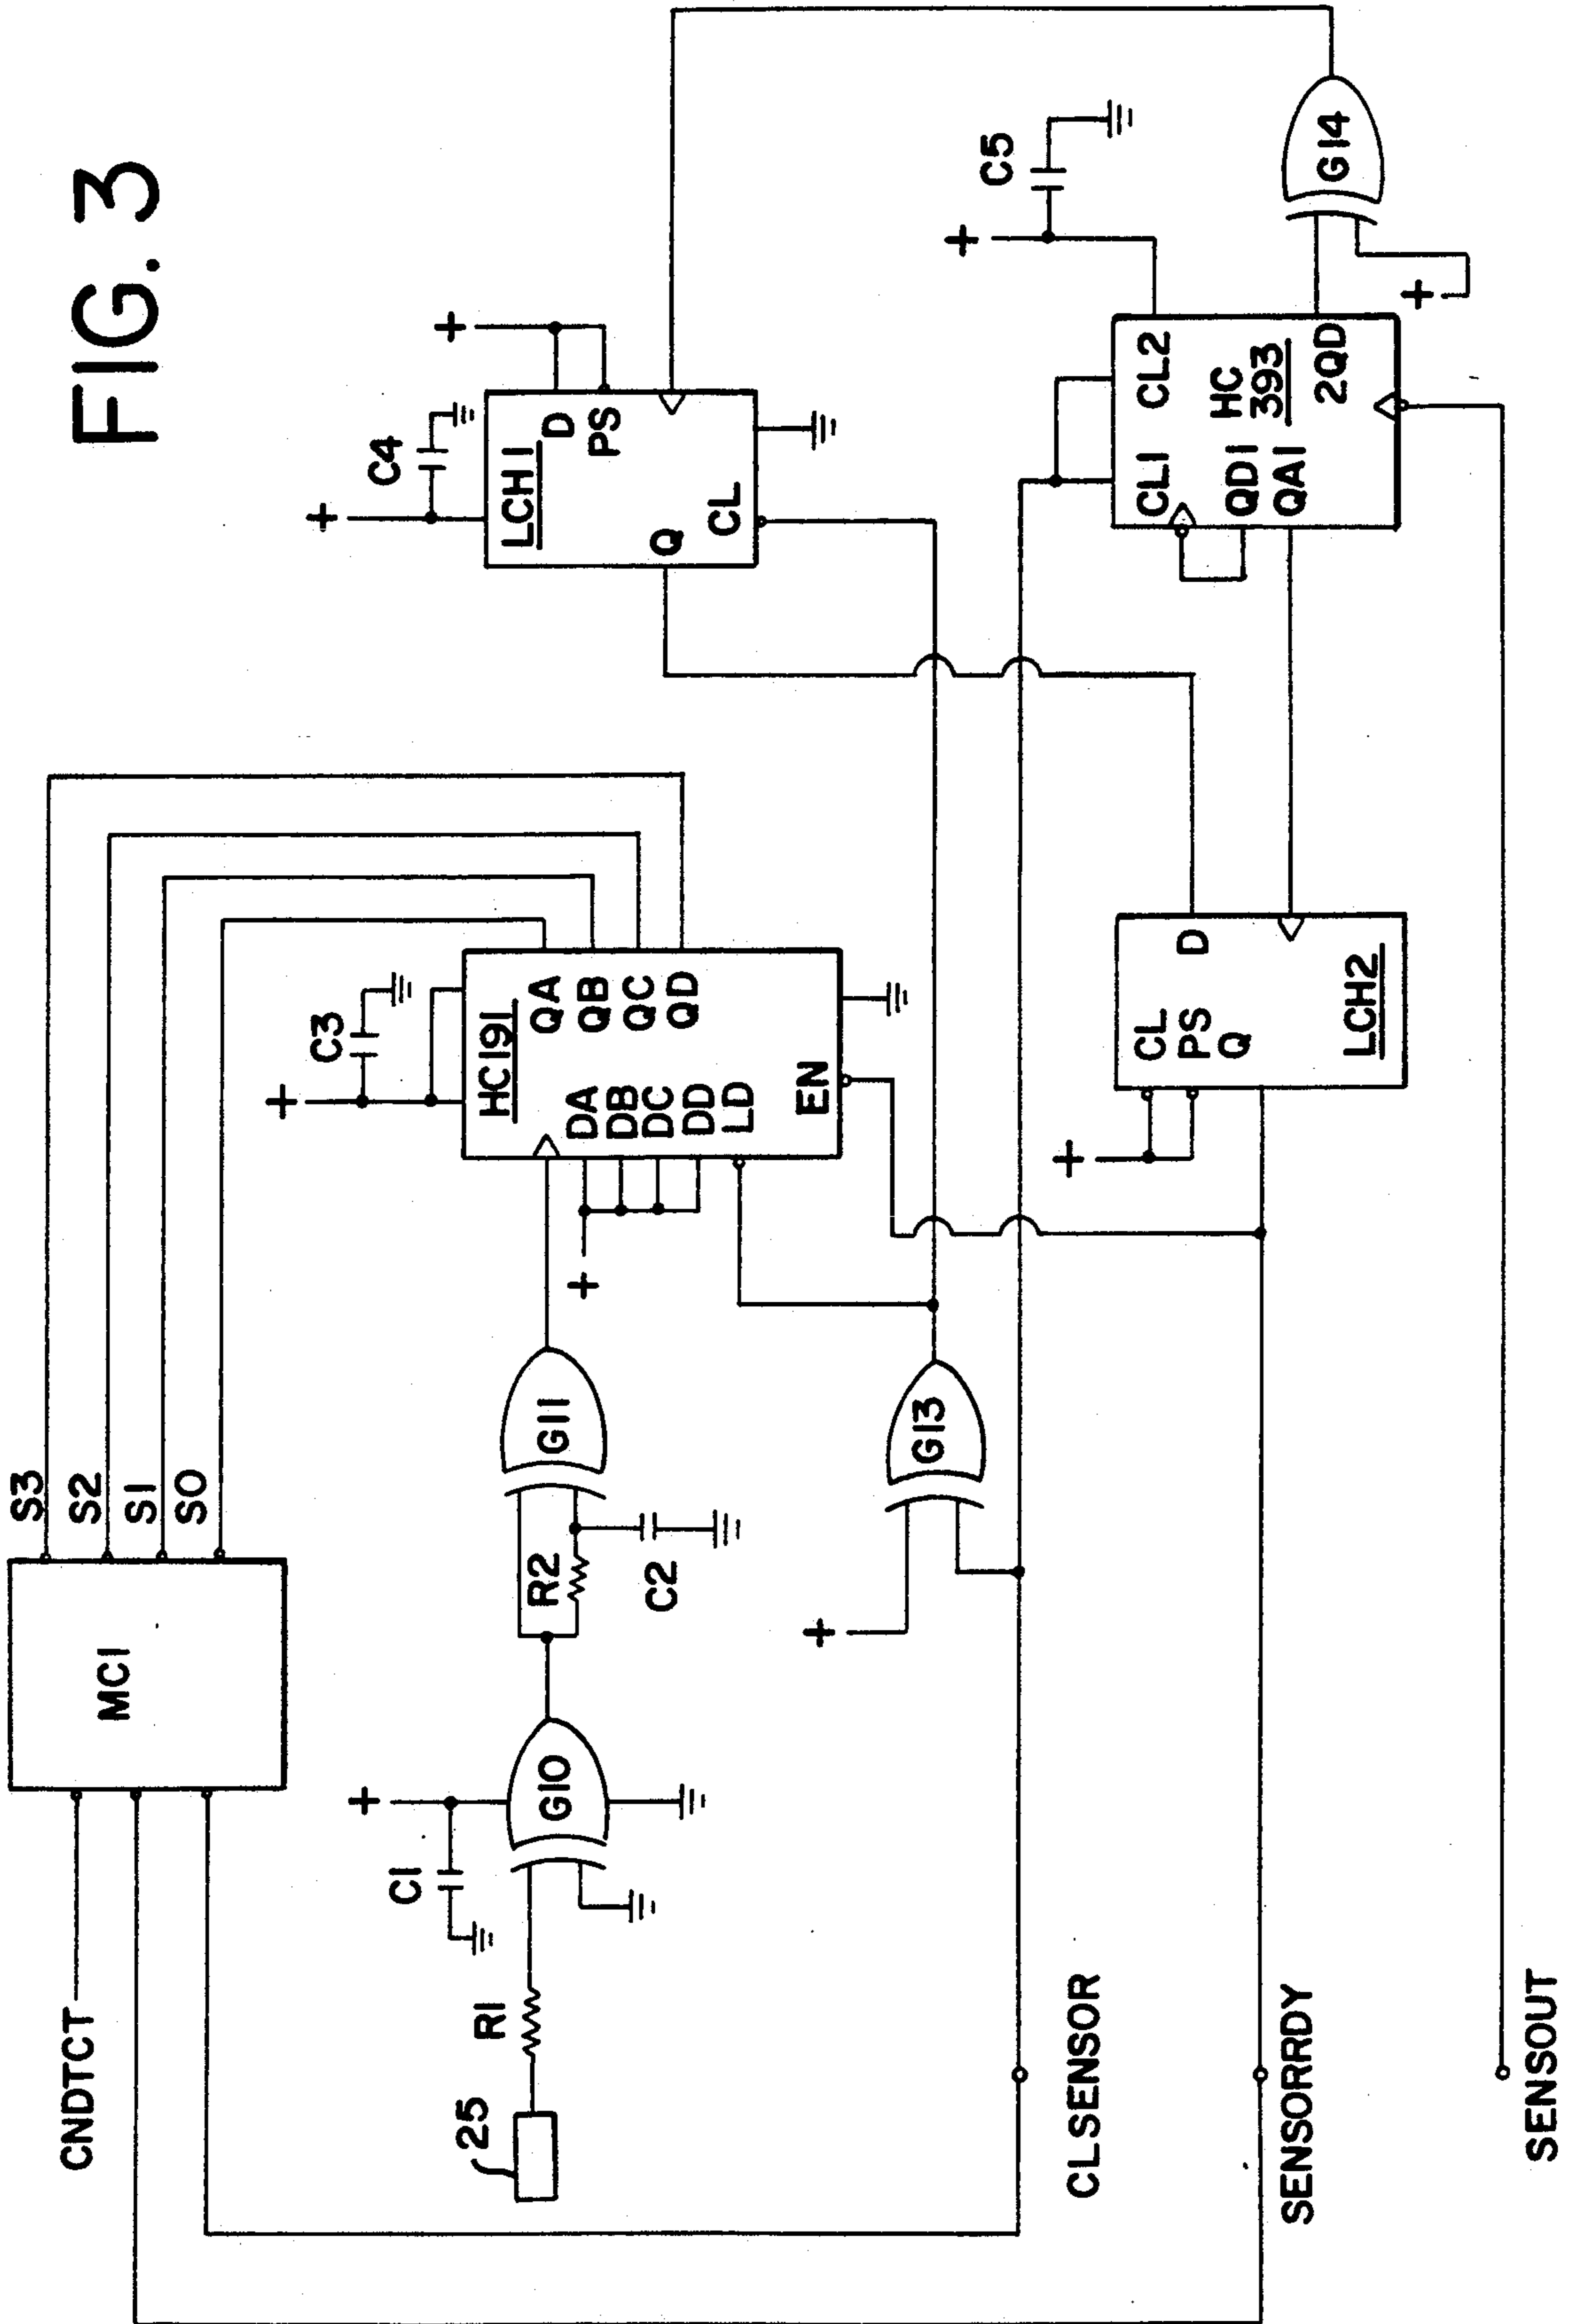 FIG. 3
S3
S2
S1
S0
MC1
CNDTCT
C3
HC191
QA
QB
QC
QD
DA
DB
DC
DD
LD
EN
+
+
C4
LCH1
D
PS
Q
CL
+
+
G11
R2
C2
G10
C1
+
R1
25
G13
+
CL
PS
Q
D
LCH2
+
C5
+
CL1
CL2
HC
393
QD1
QA1
2QD
G14
+
CLSENSOR
SENSORRDY
SENSOUT